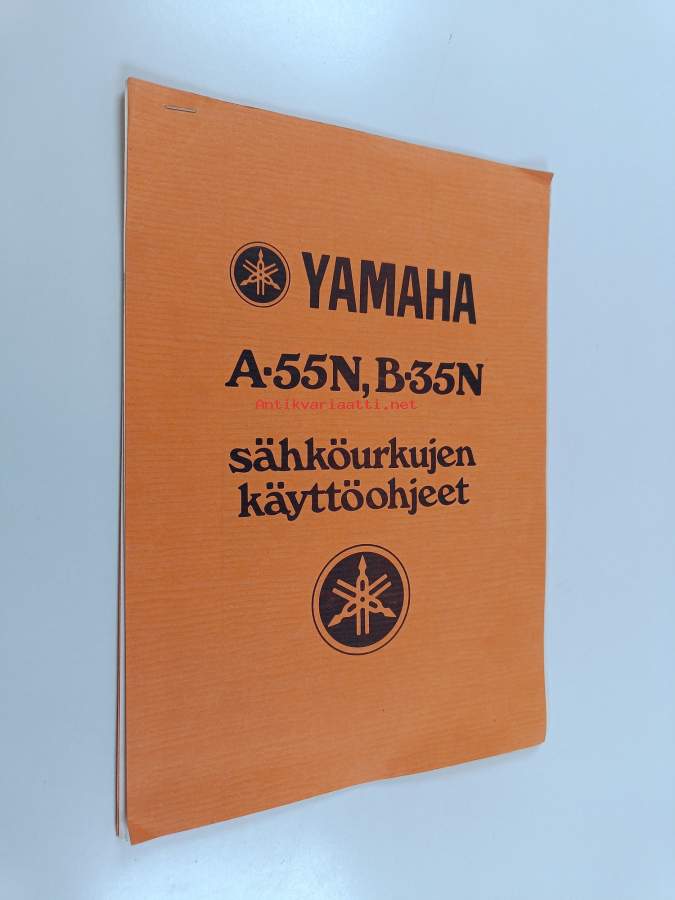 YAMAHA
A·55N, B·35N
Antikvariaatti.net
sähköurkujen
käyttöohjeet